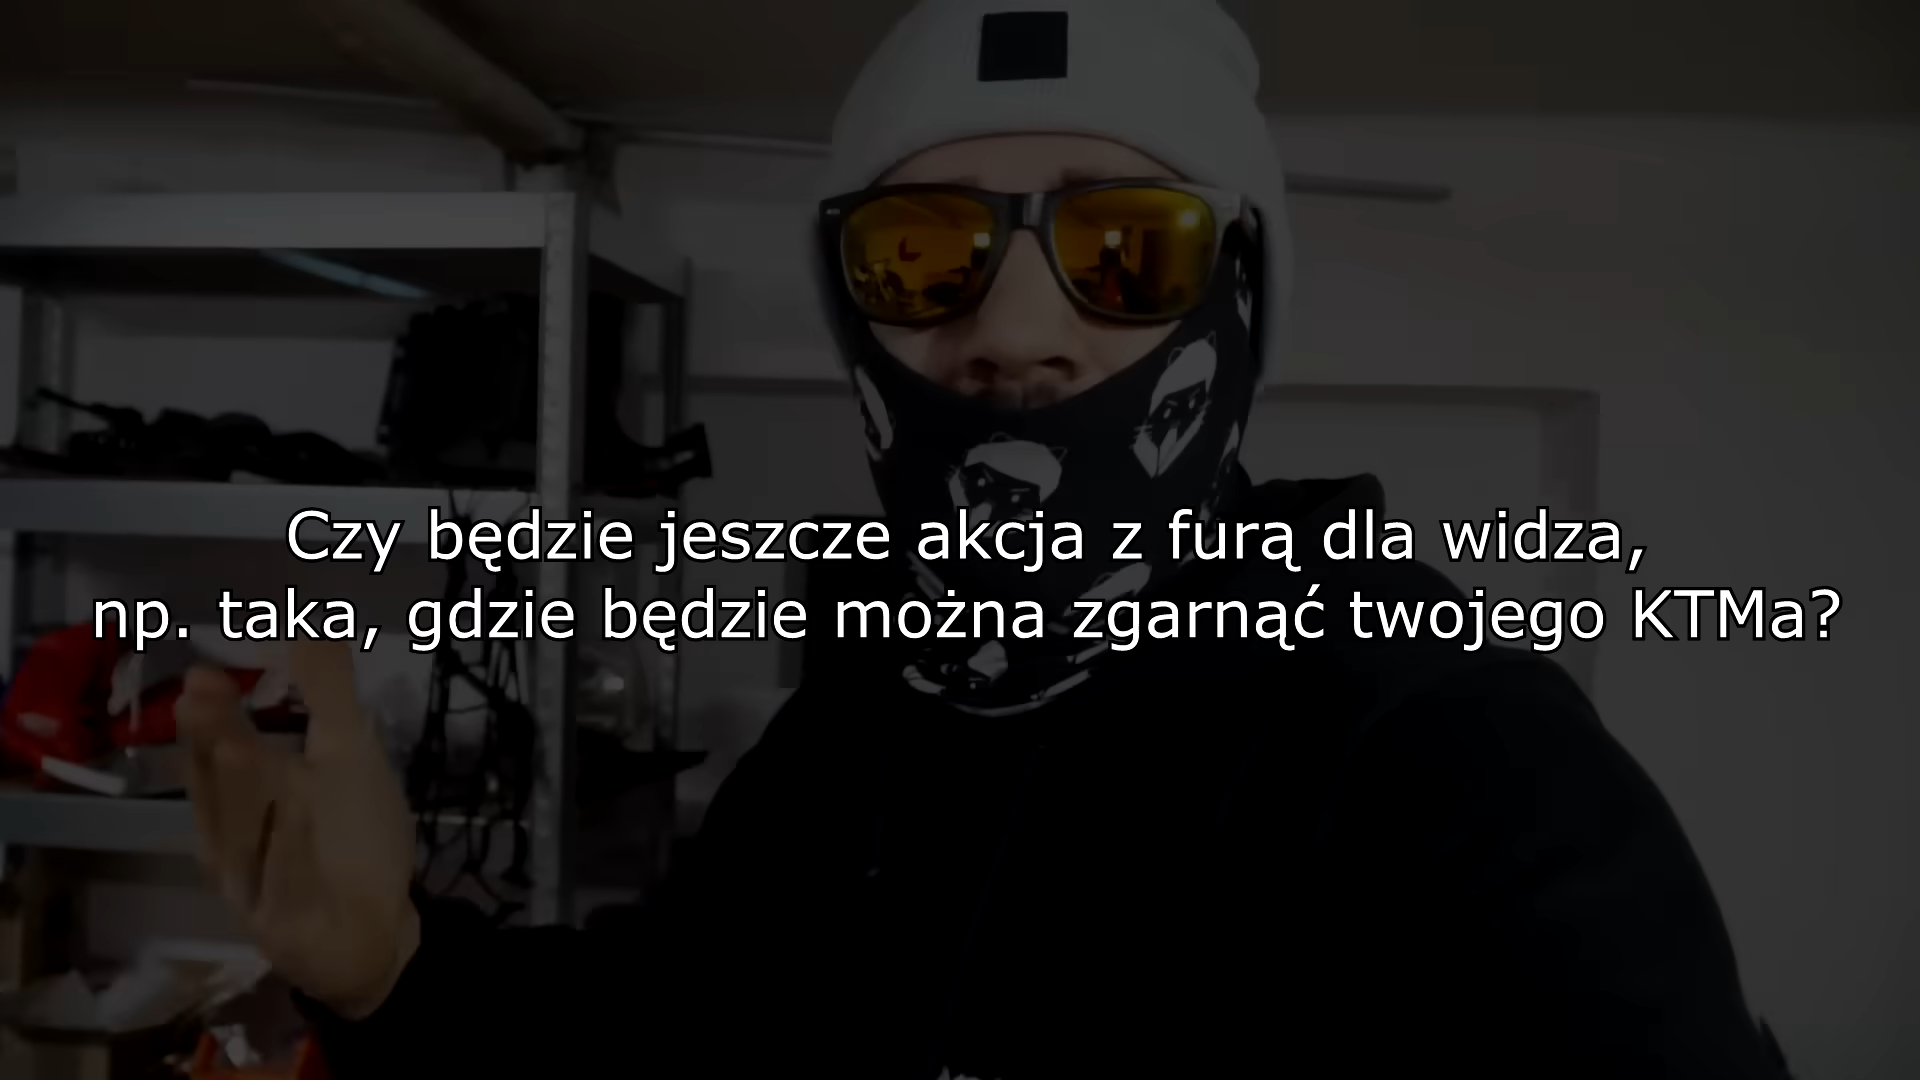 Czy będzie jeszcze akcja z furą dla widza,
np. taka, gdzie będzie można zgarnąć twojego KTMa?